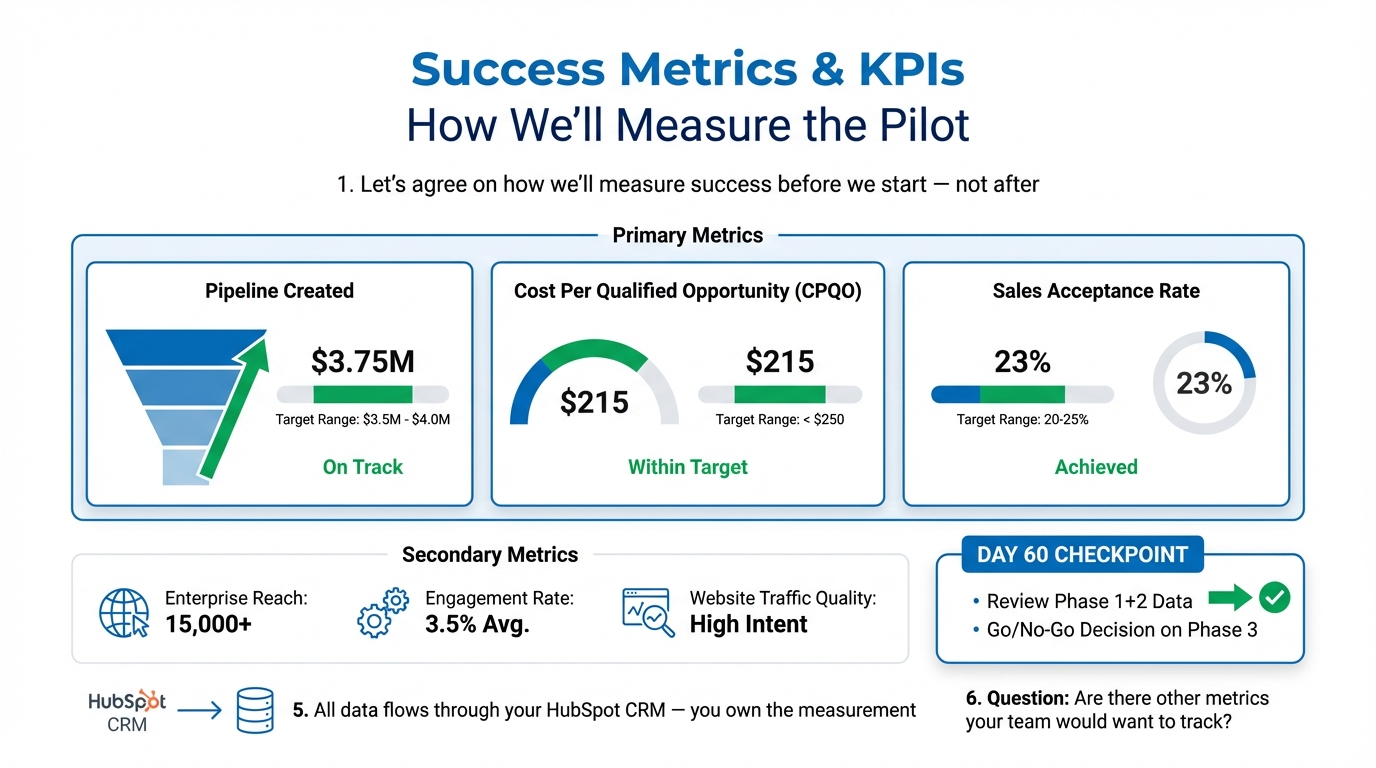 Success Metrics & KPIs
How We'll Measure the Pilot
1. Let's agree on how we'll measure success before we start — not after
Primary Metrics
Pipeline Created
$3.75M
Target Range: $3.5M - $4.0M
On Track
Cost Per Qualified Opportunity (CPQO)
$215
$215
Target Range: < $250
Within Target
Sales Acceptance Rate
23%
Target Range: 20-25%
23%
Achieved
Secondary Metrics
Enterprise Reach:
15,000+
Engagement Rate:
3.5% Avg.
Website Traffic Quality:
High Intent
DAY 60 CHECKPOINT
• Review Phase 1+2 Data
• Go/No-Go Decision on Phase 3
HubSpot
CRM
5. All data flows through your HubSpot CRM — you own the measurement
6. Question: Are there other metrics
your team would want to track?